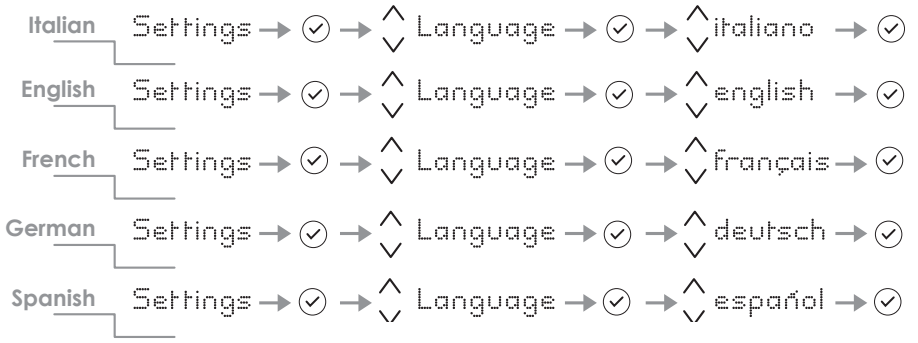 Italian Settings Language italiano
English Settings Language english
French Settings Language français
German Settings Language deutsch
Spanish Settings Language español